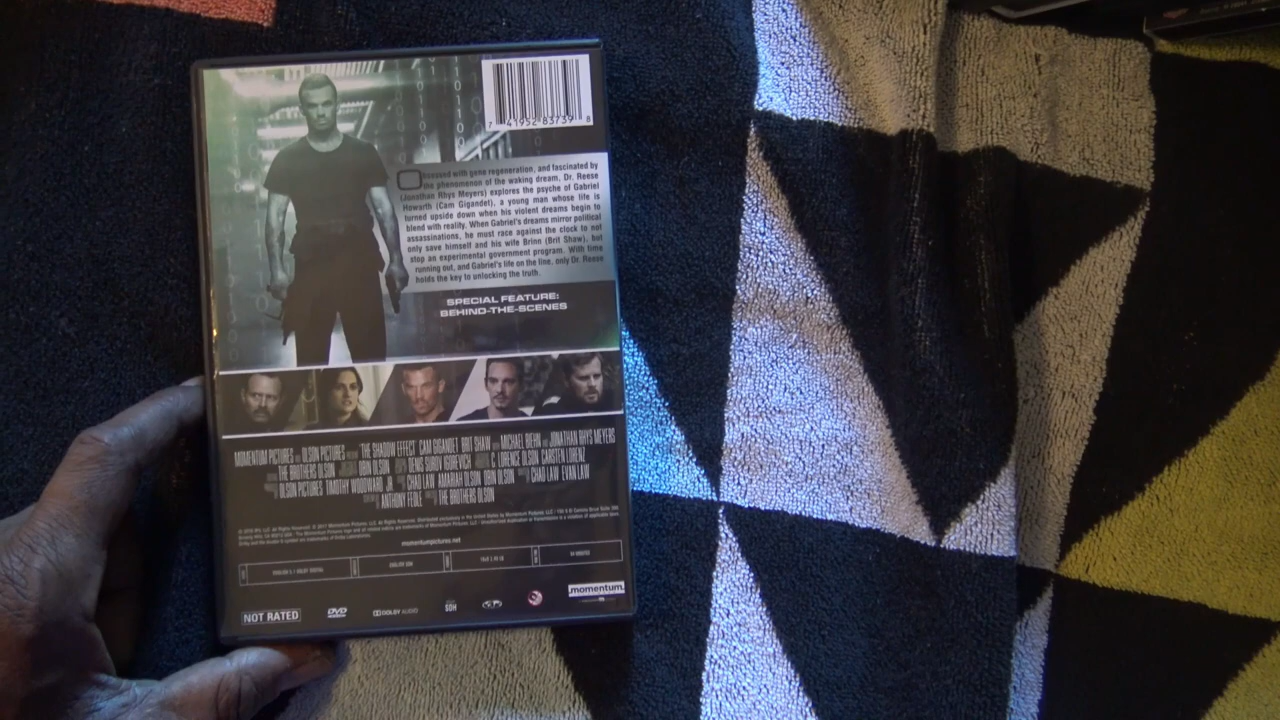 7 41952 83739 8
Obsessed with gene regeneration, and fascinated by
the phenomenon of the waking dream, Dr. Reese
(Jonathan Rhys Meyers) explores the psyche of Gabriel
Howarth (Cam Gigandet), a young man whose life is
turned upside down when his violent dreams begin to
blend with reality. When Gabriel's dreams mirror political
assassinations, he must race against the clock to not
only save himself and his wife Brinn (Brit Shaw), but
stop an experimental government program. With time
running out, and Gabriel's life on the line, only Dr. Reese
holds the key to unlocking the truth.
SPECIAL FEATURE:
BEHIND-THE-SCENES
MOMENTUM PICTURES OLSON PICTURES "THE SHADOW EFFECT" CAM GIGANDET BRIT SHAW MICHAEL BIEHN JONATHAN RHYS MEYERS
THE BROTHERS OLSON OBIN OLSON C. LORENCE OLSON CARSTEN LORENZ
OLSON PICTURES TIMOTHY WOODWARD JR. CHAD LAW AMARIAH OLSON OBIN OLSON CHAD LAW EVAN LAW
ANTHONY FEDE THE BROTHERS OLSON
momentumpictures.net
NOT RATED
DVD
DOLBY AUDIO
SDH
momentum